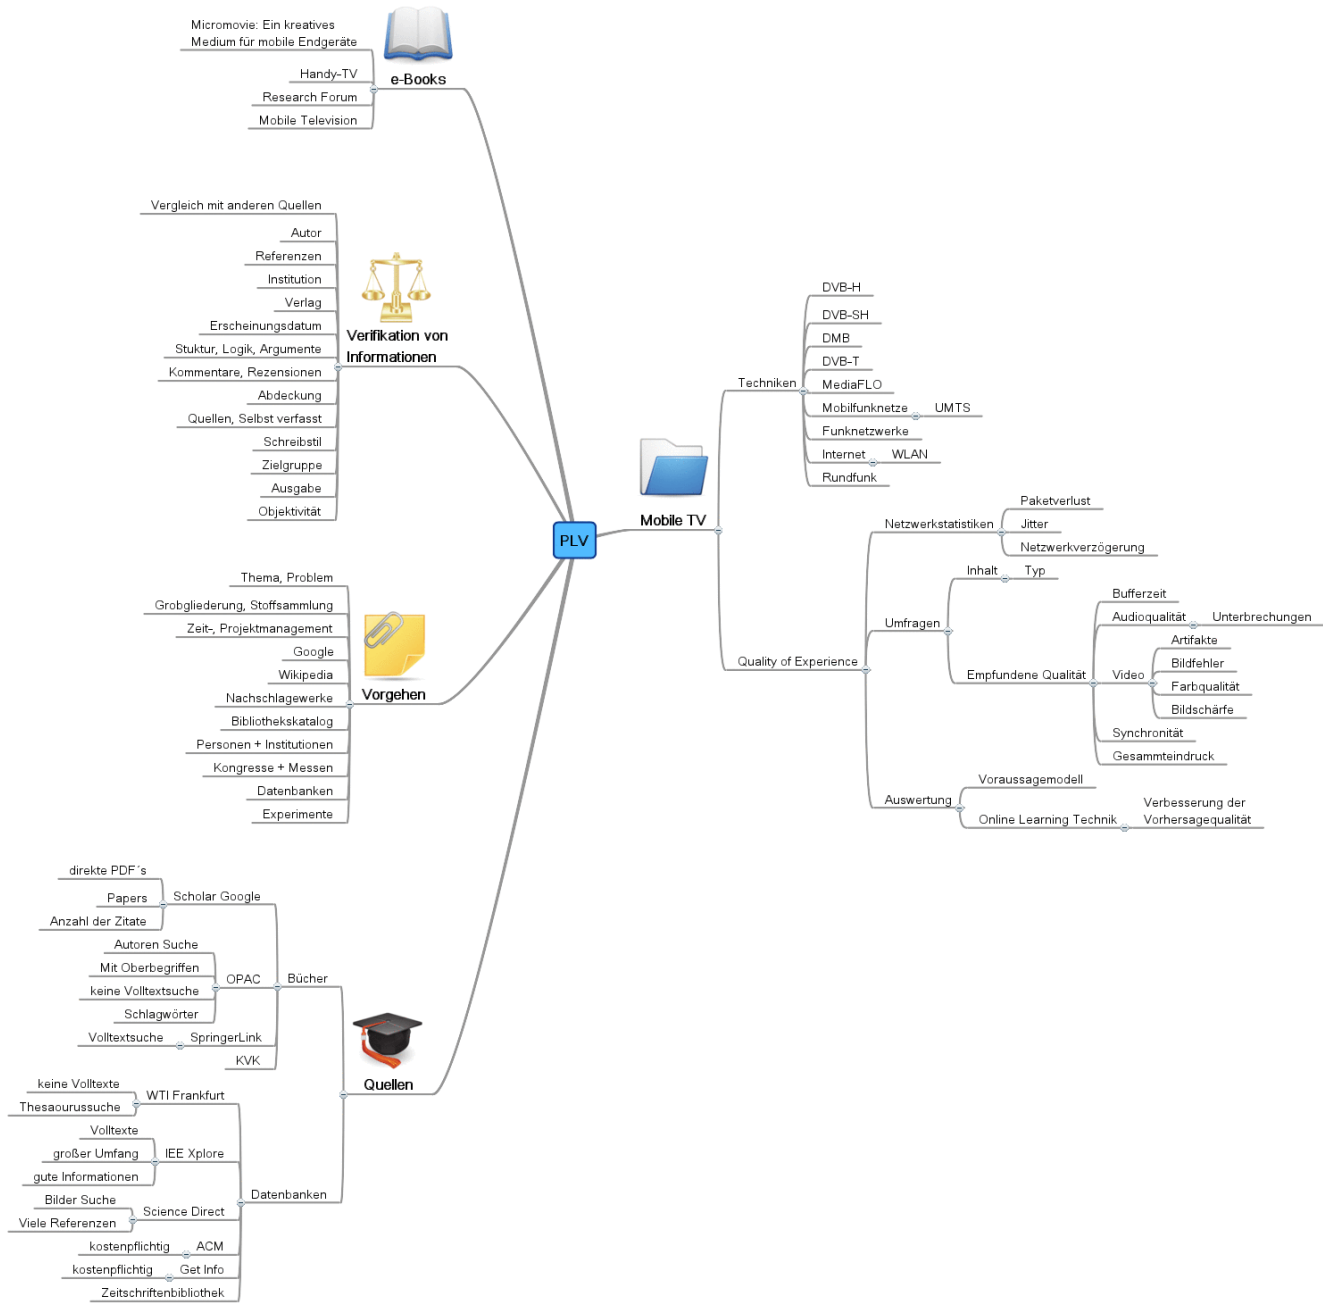 Micromovie: Ein kreatives
Medium für mobile Endgeräte
Handy-TV
Research Forum
Mobile Television
e-Books
Vergleich mit anderen Quellen
Autor
Referenzen
Institution
Verlag
Erscheinungsdatum
Stuktur, Logik, Argumente
Kommentare, Rezensionen
Abdeckung
Quellen, Selbst verfasst
Schreibstil
Zielgruppe
Ausgabe
Objektivität
Verifikation von
Informationen
Thema, Problem
Grobgliederung, Stoffsammlung
Zeit-, Projektmanagement
Google
Wikipedia
Nachschlagewerke
Bibliothekskatalog
Personen + Institutionen
Kongresse + Messen
Datenbanken
Experimente
Vorgehen
direkte PDF´s
Papers
Anzahl der Zitate
Scholar Google
Autoren Suche
Mit Oberbegriffen
keine Volltextsuche
Schlagwörter
OPAC
Volltextsuche
SpringerLink
KVK
Bücher
keine Volltexte
Thesaourussuche
WTI Frankfurt
Volltexte
großer Umfang
gute Informationen
IEE Xplore
Bilder Suche
Viele Referenzen
Science Direct
kostenpflichtig
ACM
kostenpflichtig
Get Info
Zeitschriftenbibliothek
Datenbanken
Quellen
PLV
Mobile TV
Techniken
DVB-H
DVB-SH
DMB
DVB-T
MediaFLO
Mobilfunknetze
UMTS
Funknetzwerke
Internet
WLAN
Rundfunk
Quality of Experience
Netzwerkstatistiken
Paketverlust
Jitter
Netzwerkverzögerung
Umfragen
Inhalt
Typ
Empfundene Qualität
Bufferzeit
Audioqualität
Unterbrechungen
Video
Artifakte
Bildfehler
Farbqualität
Bildschärfe
Synchronität
Gesammteindruck
Auswertung
Voraussagemodell
Online Learning Technik
Verbesserung der
Vorhersagequalität